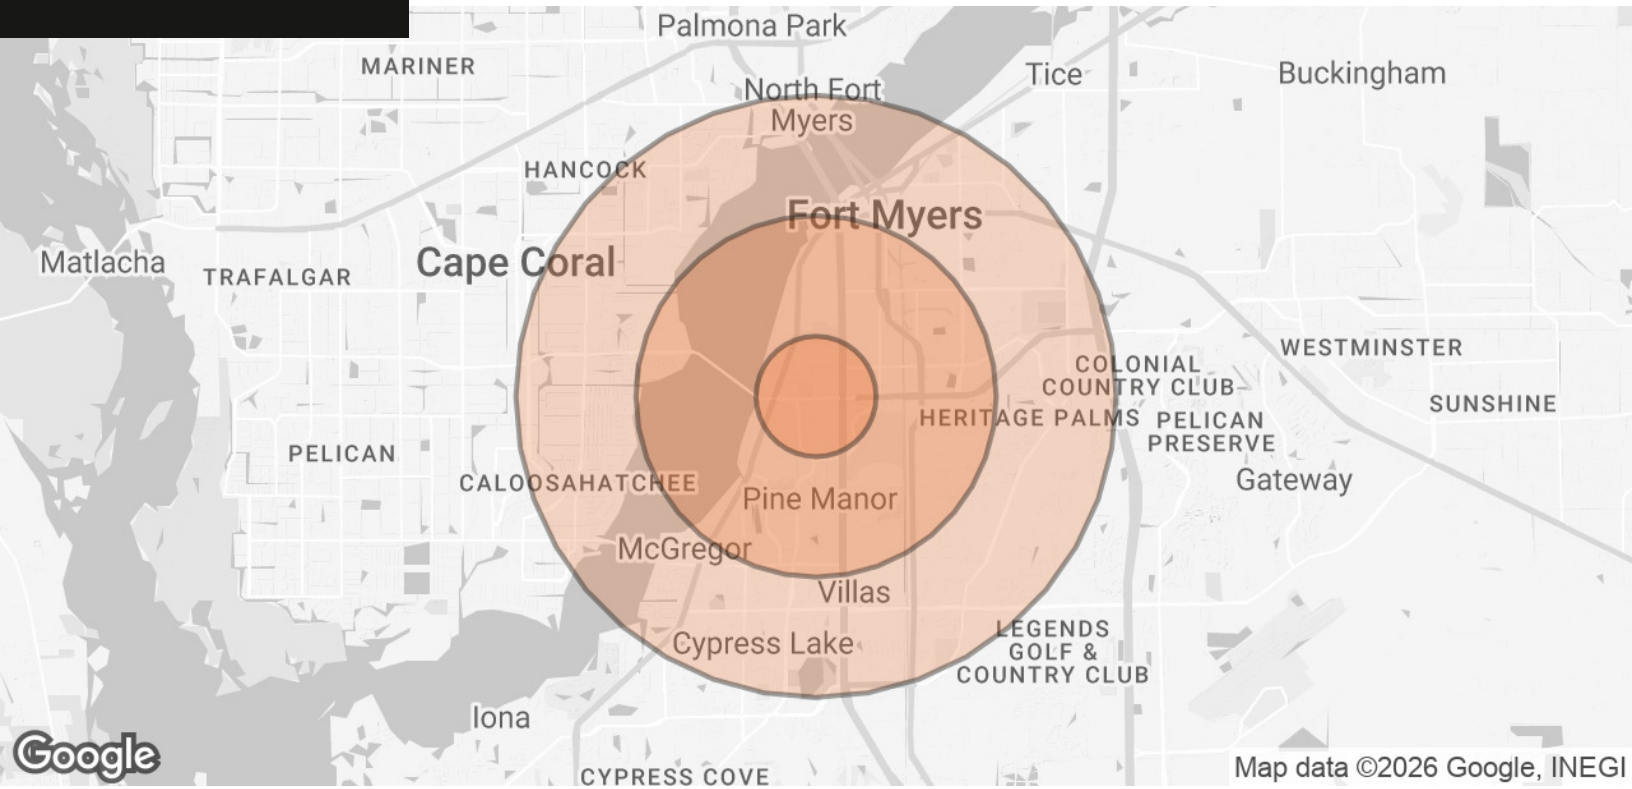 Palmona Park
MARINER
Tice
Buckingham
North Fort
Myers
HANCOCK
Fort Myers
Cape Coral
Matlacha
TRAFALGAR
WESTMINSTER
COLONIAL
COUNTRY CLUB
SUNSHINE
HERITAGE PALMS
PELICAN
PRESERVE
PELICAN
CALOOSAHATCHEE
Gateway
Pine Manor
McGregor
Villas
LEGENDS
GOLF &
COUNTRY CLUB
Cypress Lake
Iona
Google
CYPRESS COVE
Map data ©2026 Google, INEGI